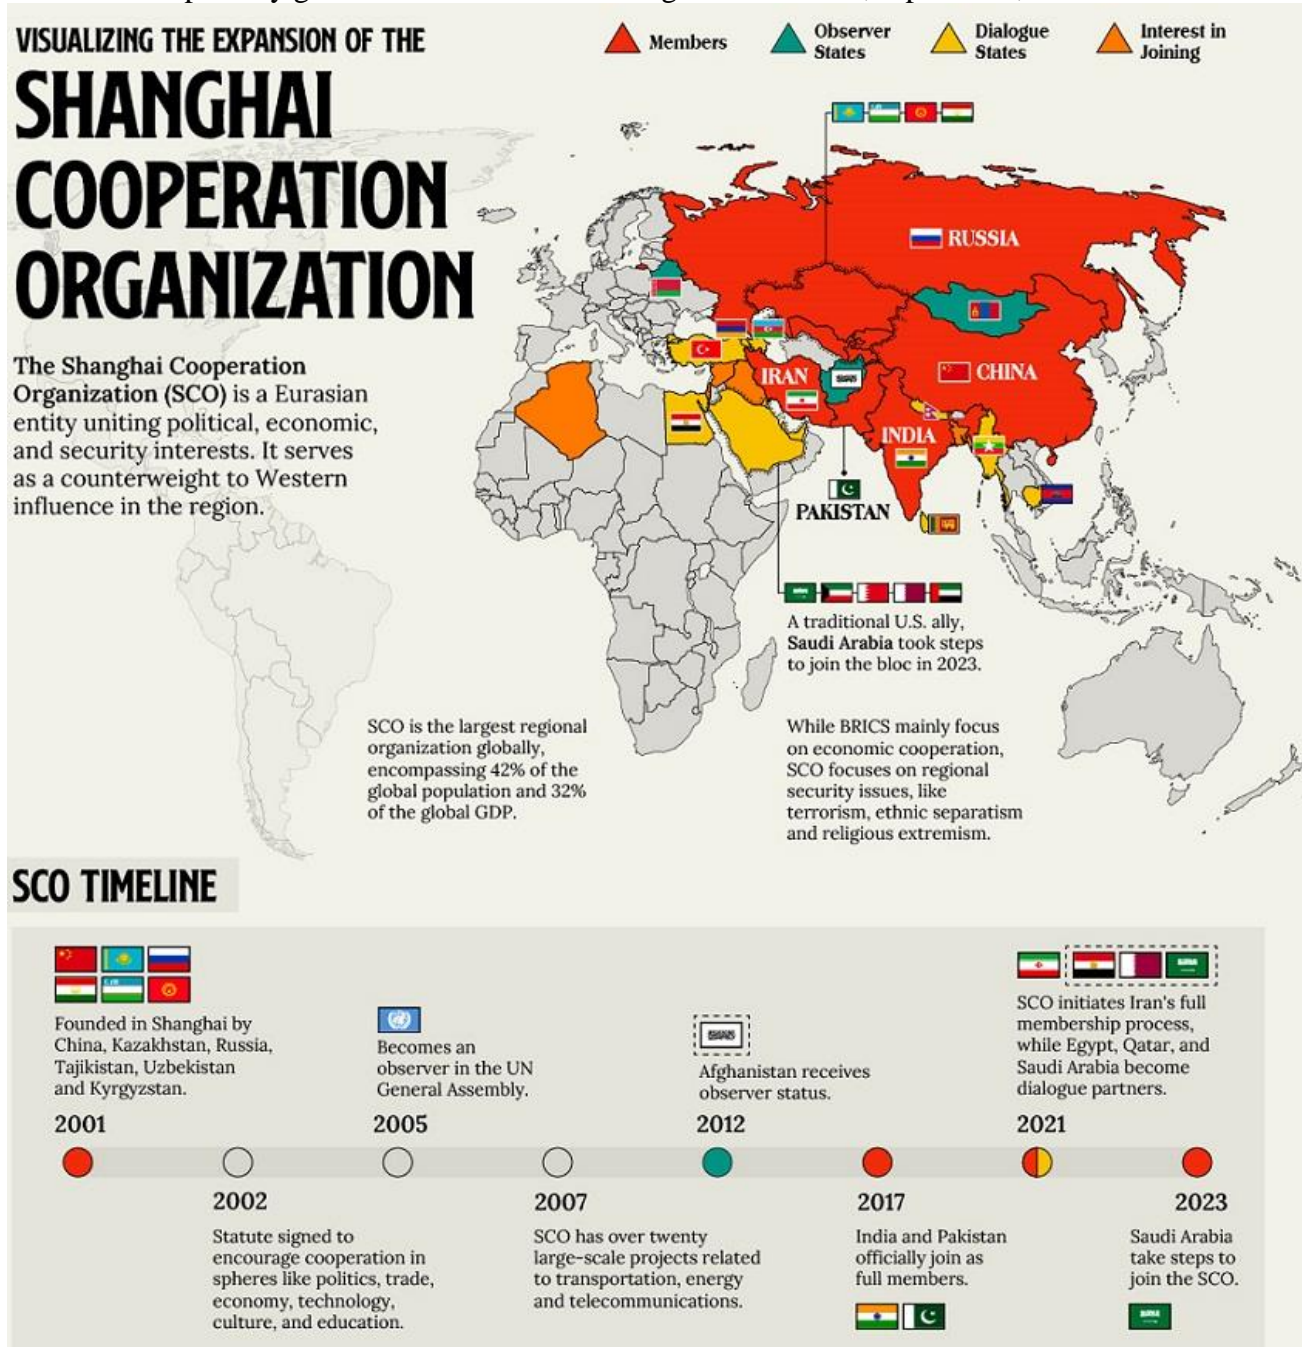 VISUALIZING THE EXPANSION OF THE
SHANGHAI
COOPERATION
ORGANIZATION
The Shanghai Cooperation
Organization (SCO) is a Eurasian
entity uniting political, economic,
and security interests. It serves
as a counterweight to Western
influence in the region.
Members
Observer
States
Dialogue
States
Interest in
Joining
RUSSIA
CHINA
IRAN
INDIA
PAKISTAN
A traditional U.S. ally,
Saudi Arabia took steps
to join the bloc in 2023.
SCO is the largest regional
organization globally,
encompassing 42% of the
global population and 32%
of the global GDP.
While BRICS mainly focus
on economic cooperation,
SCO focuses on regional
security issues, like
terrorism, ethnic separatism
and religious extremism.
SCO TIMELINE
Founded in Shanghai by
China, Kazakhstan, Russia,
Tajikistan, Uzbekistan
and Kyrgyzstan.
2001
2002
Statute signed to
encourage cooperation in
spheres like politics, trade,
economy, technology,
culture, and education.
Becomes an
observer in the UN
General Assembly.
2005
2007
SCO has over twenty
large-scale projects related
to transportation, energy
and telecommunications.
Afghanistan receives
observer status.
2012
2017
India and Pakistan
officially join as
full members.
SCO initiates Iran's full
membership process,
while Egypt, Qatar, and
Saudi Arabia become
dialogue partners.
2021
2023
Saudi Arabia
take steps to
join the SCO.